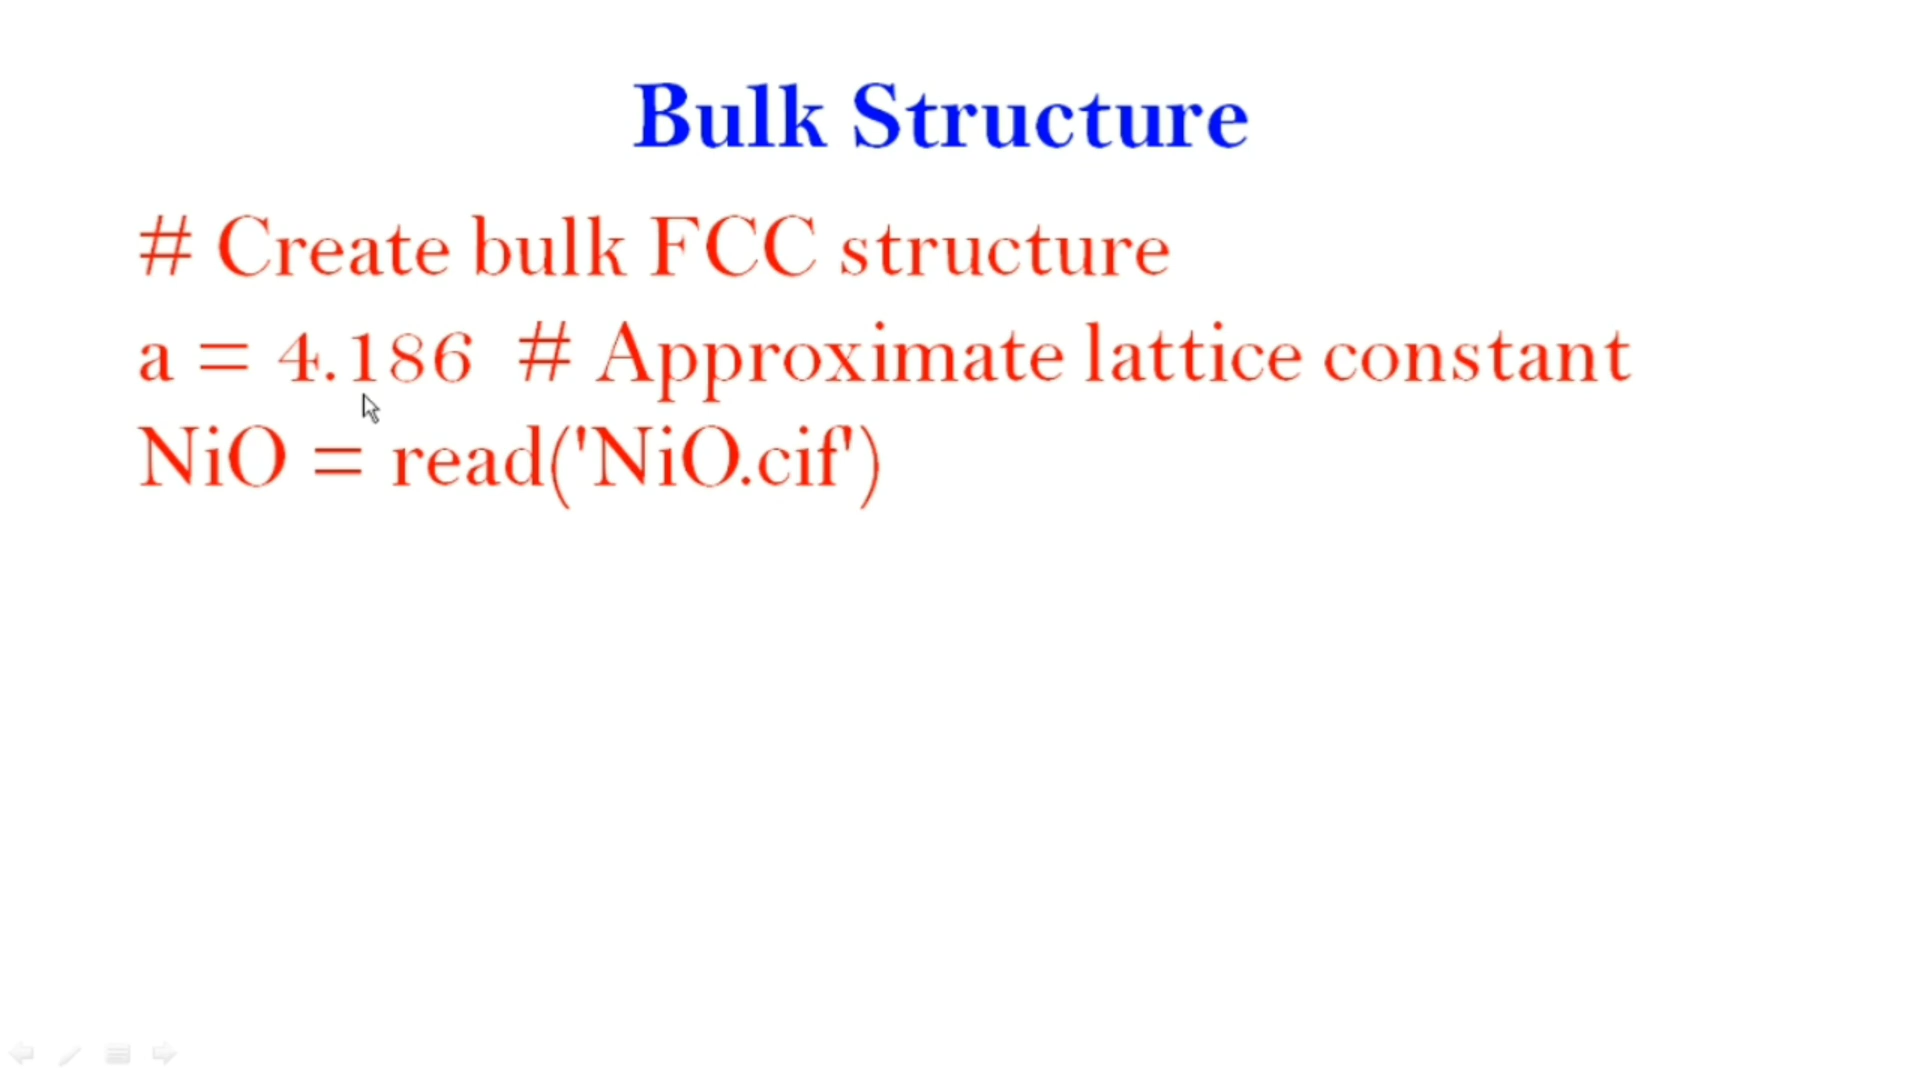 Bulk Structure
# Create bulk FCC structure
a = 4.186 # Approximate lattice constant
NiO = read('NiO.cif')